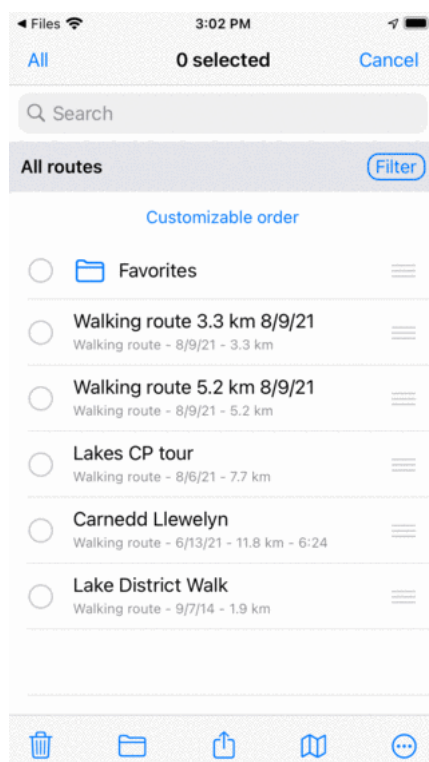 Files
3:02 PM
All
0 selected
Cancel
Search
All routes
Filter
Customizable order
Favorites
Walking route 3.3 km 8/9/21
Walking route - 8/9/21 - 3.3 km
Walking route 5.2 km 8/9/21
Walking route - 8/9/21 - 5.2 km
Lakes CP tour
Walking route - 8/6/21 - 7.7 km
Carnedd Llewelyn
Walking route - 6/13/21 - 11.8 km - 6:24
Lake District Walk
Walking route - 9/7/14 - 1.9 km